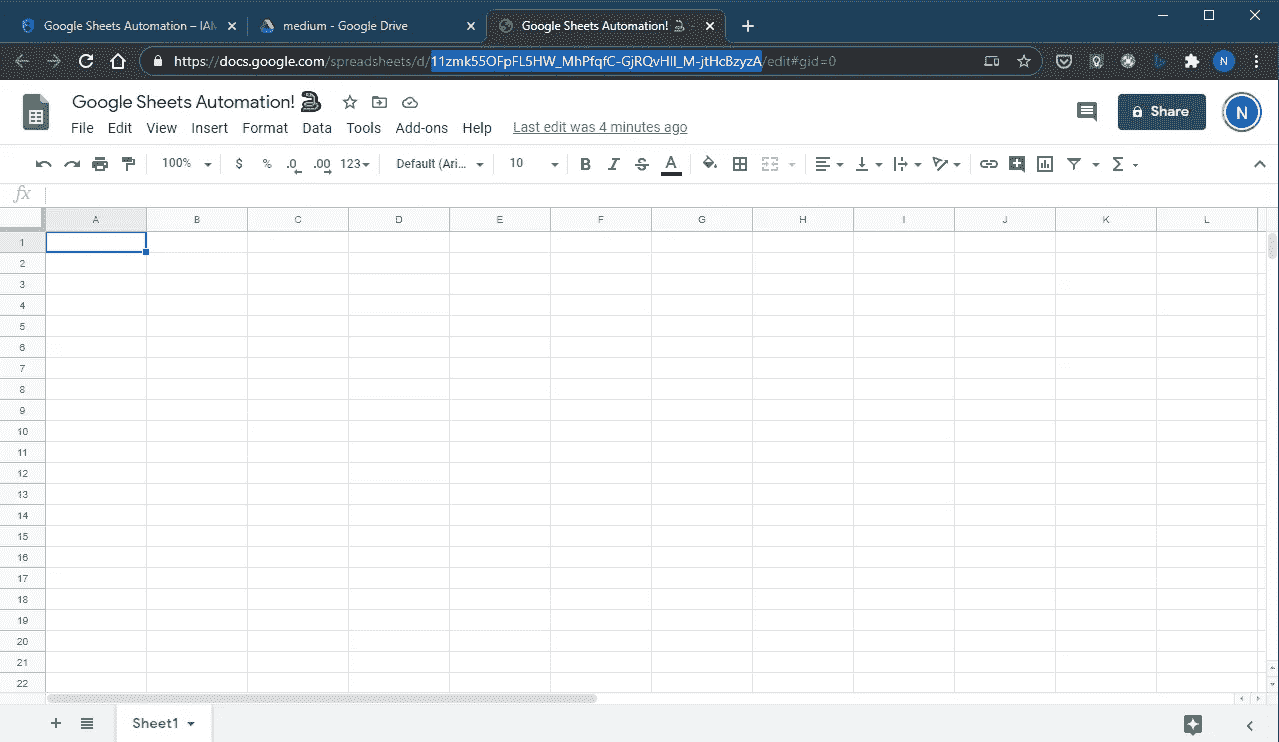 Google Sheets Automation – IAM
medium - Google Drive
Google Sheets Automation!
https://docs.google.com/spreadsheets/d/11zmk55OFpFL5HW_MhPfqfC-GjRQvHlI_M-jtHcBzyzA/edit#gid=0
N
Google Sheets Automation!
File Edit View Insert Format Data Tools Add-ons Help Last edit was 4 minutes ago
Share
N
100% $ % .0 .00 123 Default (Ari... 10 B I S A Σ
fx
A B C D E F G H I J K L
1
2
3
4
5
6
7
8
9
10
11
12
13
14
15
16
17
18
19
20
21
22
Sheet1